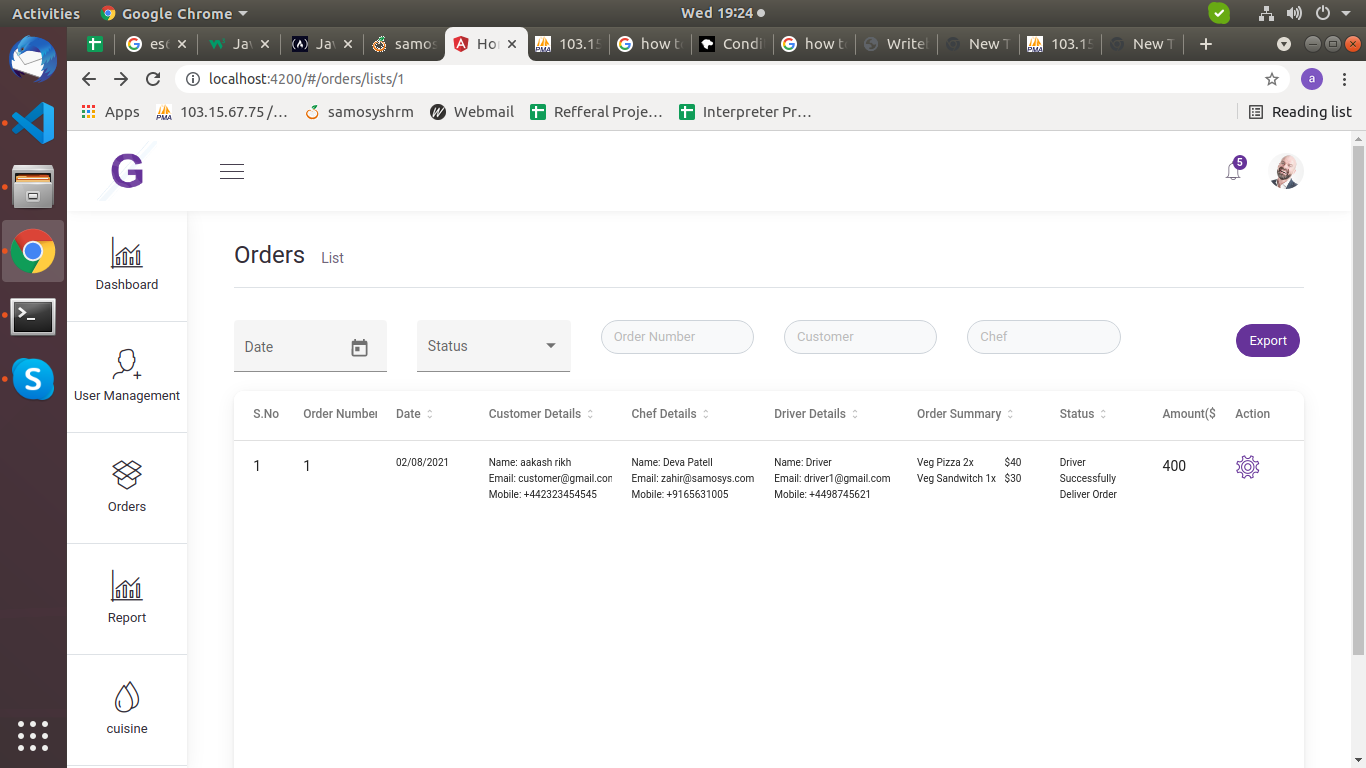 Activities Google Chrome Wed 19:24
esc Jav Jav samos Hor 103.15 how to Condi how to Writel New T 103.15 New T
localhost:4200/#/orders/lists/1 a
Apps PMA 103.15.67.75 /… samosyshrm Webmail Refferal Proje… Interpreter Pr… Reading list
G 5
Dashboard
User Management
Orders
Report
cuisine
Orders List
Date Status Order Number Customer Chef Export
S.No Order Number Date Customer Details Chef Details Driver Details Order Summary Status Amount($ Action
1 1 02/08/2021 Name: aakash rikh Name: Deva Patell Name: Driver Veg Pizza 2x $40 Driver 400
Email: customer@gmail.con Email: zahir@samosys.com Email: driver1@gmail.com Veg Sandwitch 1x $30 Successfully
Mobile: +442323454545 Mobile: +9165631005 Mobile: +4498745621 Deliver Order